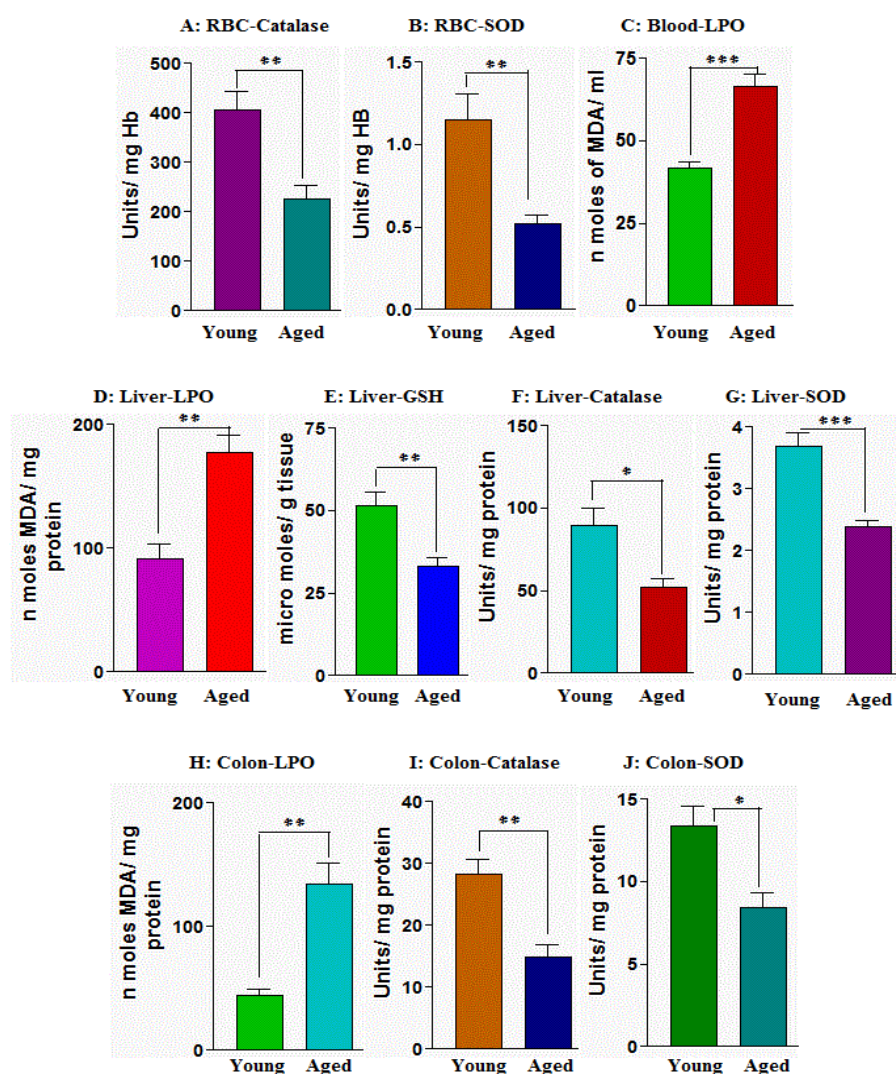 A: RBC-Catalase
B: RBC-SOD
C: Blood-LPO
500
400
300
200
100
0
Units/ mg Hb
**
Young Aged
1.5
1.0
0.5
0.0
Units/ mg HB
**
Young Aged
75
50
25
0
n moles of MDA/ ml
***
Young Aged
D: Liver-LPO
E: Liver-GSH
F: Liver-Catalase
G: Liver-SOD
200
100
0
n moles MDA/ mg
protein
**
Young Aged
75
50
25
0
micro moles/ g tissue
**
Young Aged
150
100
50
0
Units/ mg protein
*
Young Aged
4
3
2
1
0
Units/ mg protein
***
Young Aged
H: Colon-LPO
I: Colon-Catalase
J: Colon-SOD
200
100
0
n moles MDA/ mg
protein
**
Young Aged
40
30
20
10
0
Units/ mg protein
**
Young Aged
15
10
5
0
Units/ mg protein
*
Young Aged